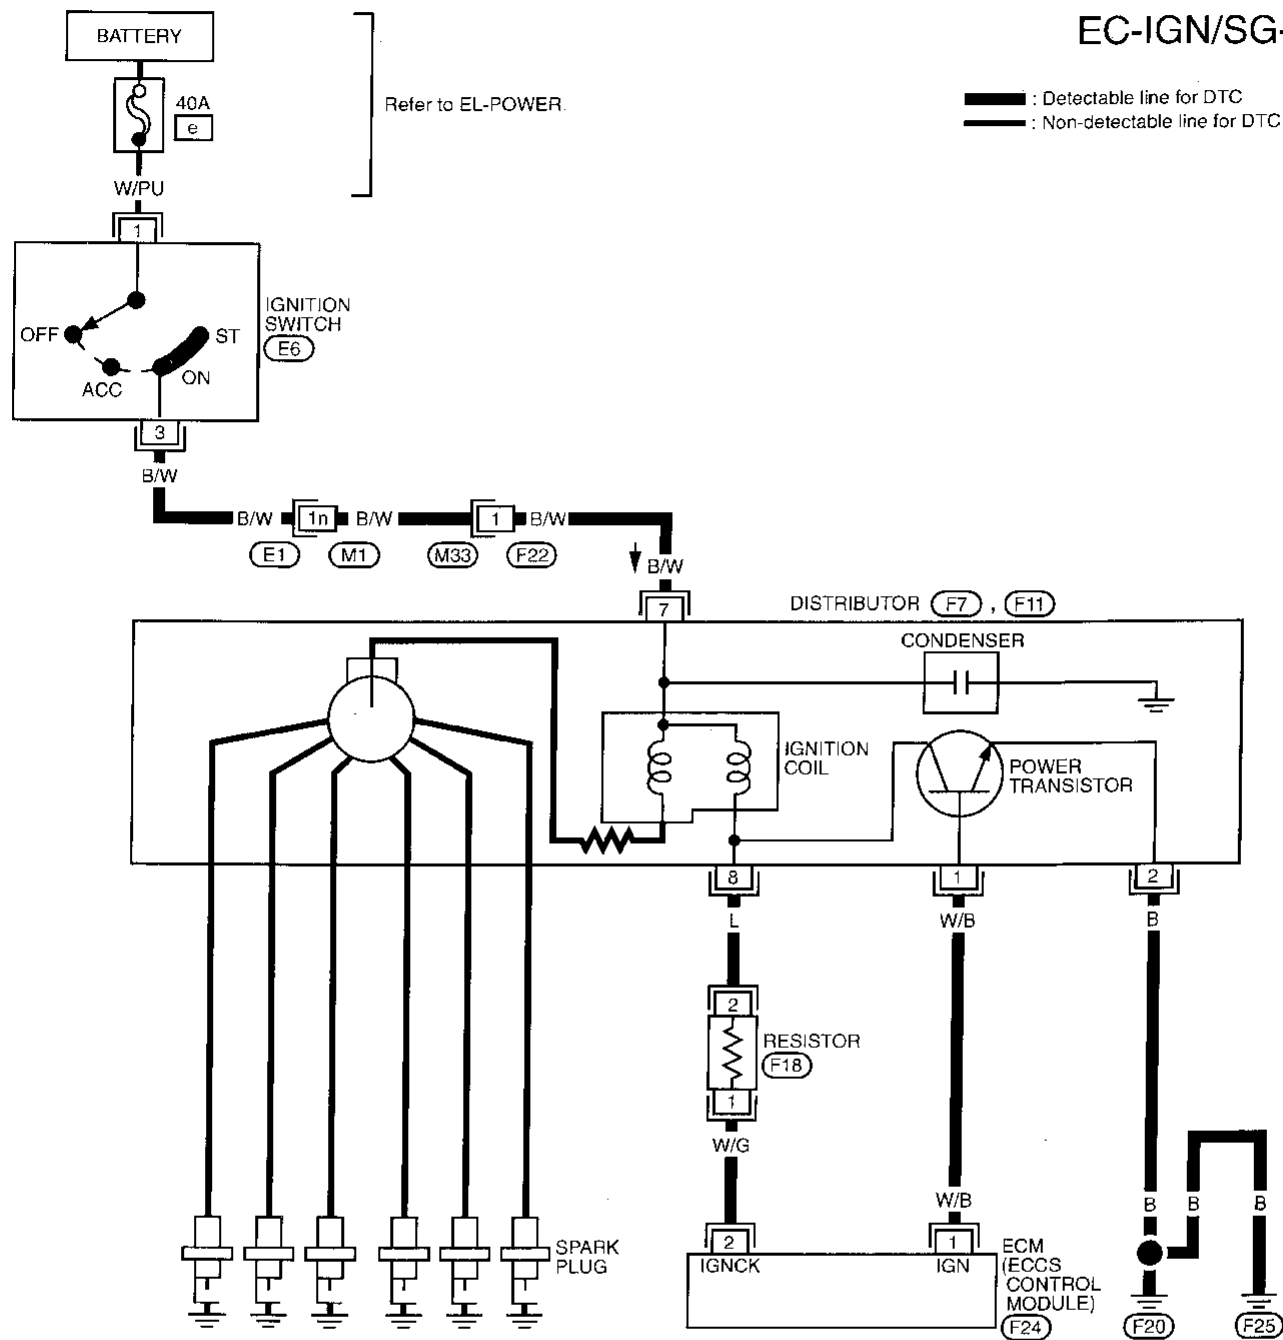 EC-IGN/SG-
BATTERY
40A
e
Refer to EL-POWER.
: Detectable line for DTC
: Non-detectable line for DTC
W/PU
1
IGNITION
SWITCH
E6
OFF
ST
ACC
ON
3
B/W
B/W 1n B/W 1 B/W
E1 M1 M33 F22
B/W
7
DISTRIBUTOR F7 , F11
CONDENSER
IGNITION
COIL
POWER
TRANSISTOR
8 1 2
L W/B B
2
RESISTOR
F18
1
W/G
W/B B B B
2 1
IGNCK IGN
ECM
(ECCS
CONTROL
MODULE)
F24
SPARK
PLUG
F20 F25